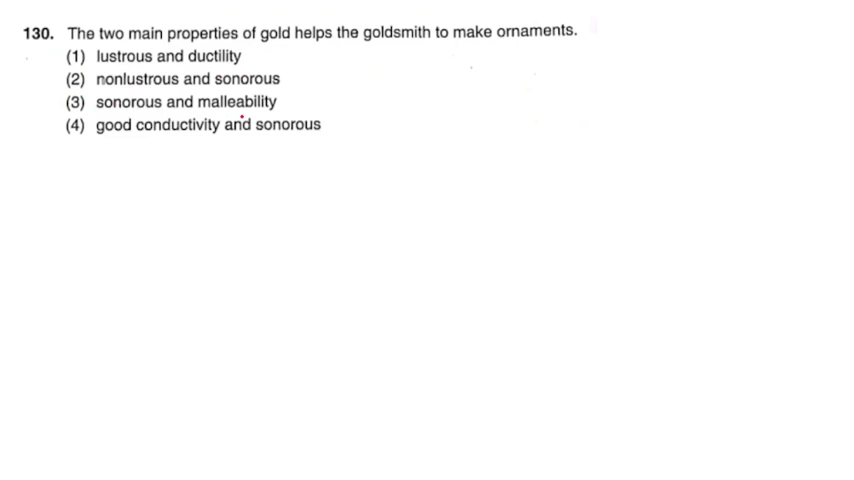 130. The two main properties of gold helps the goldsmith to make ornaments.
(1) lustrous and ductility
(2) nonlustrous and sonorous
(3) sonorous and malleability
(4) good conductivity and sonorous